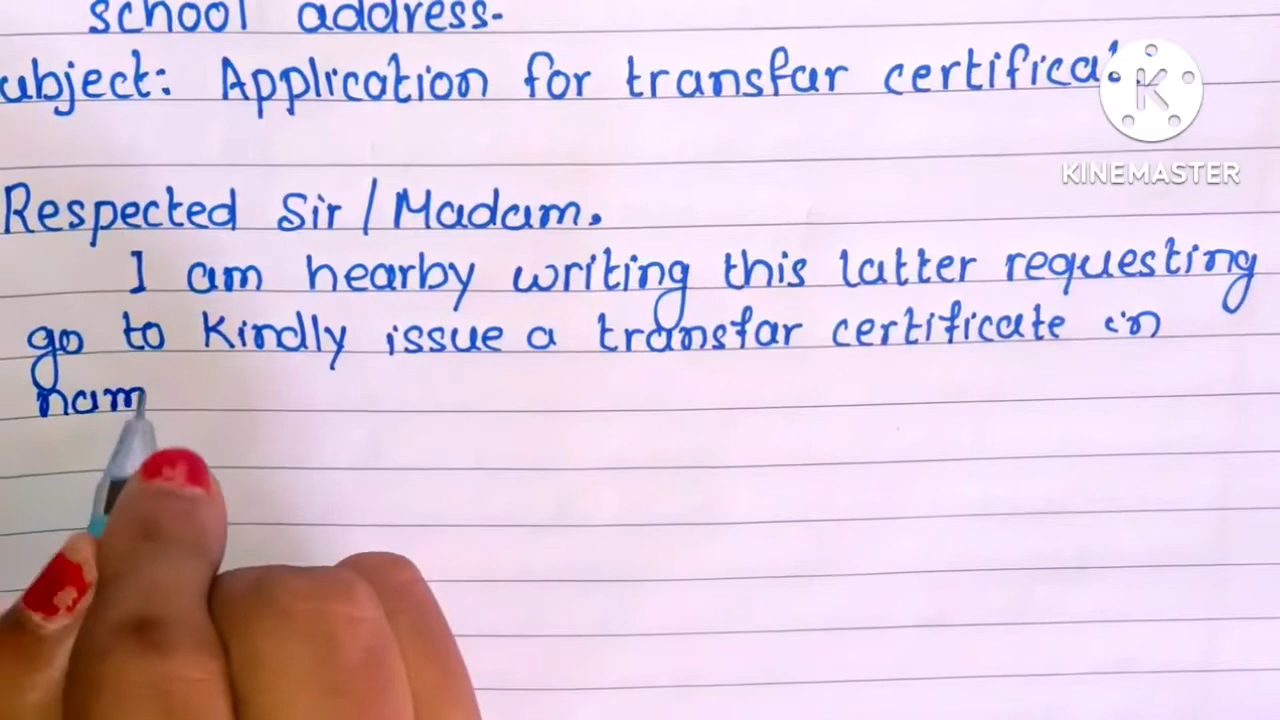 school address.
ubject: Application for transfar certifica
Respected Sir / Madam.
I am hearby writing this latter requesting
go to kindly issue a transfar certificate in
nam
K
KINEMASTER